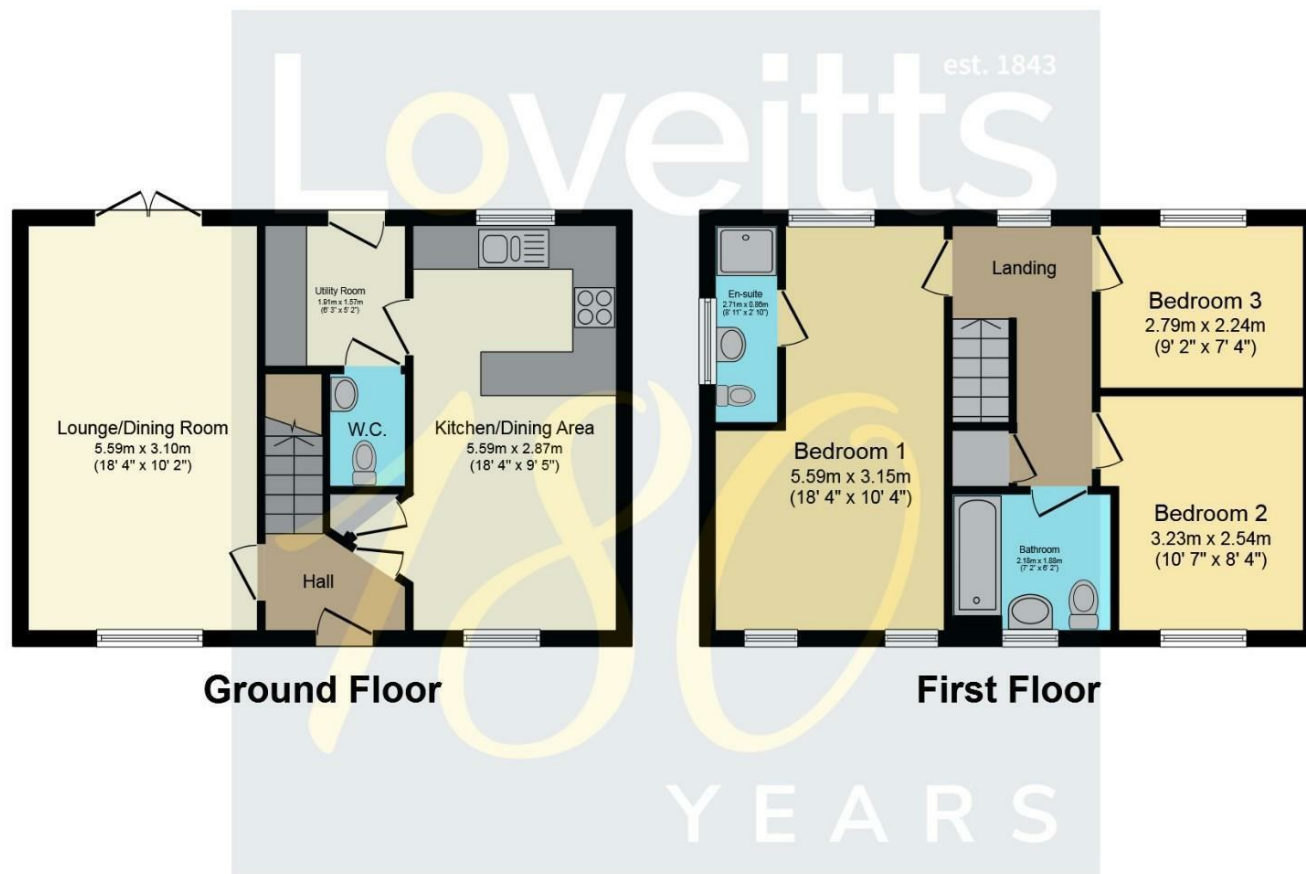 Loveitts
est. 1843
180
YEARS
Lounge/Dining Room
5.59m x 3.10m
(18' 4" x 10' 2")
Utility Room
1.91m x 1.57m
(6' 3" x 5' 2")
W.C.
Kitchen/Dining Area
5.59m x 2.87m
(18' 4" x 9' 5")
Hall
Ground Floor
En-suite
2.71m x 0.86m
(8' 11" x 2' 10")
Landing
Bedroom 3
2.79m x 2.24m
(9' 2" x 7' 4")
Bedroom 1
5.59m x 3.15m
(18' 4" x 10' 4")
Bathroom
2.18m x 1.88m
(7' 2" x 6' 2")
Bedroom 2
3.23m x 2.54m
(10' 7" x 8' 4")
First Floor